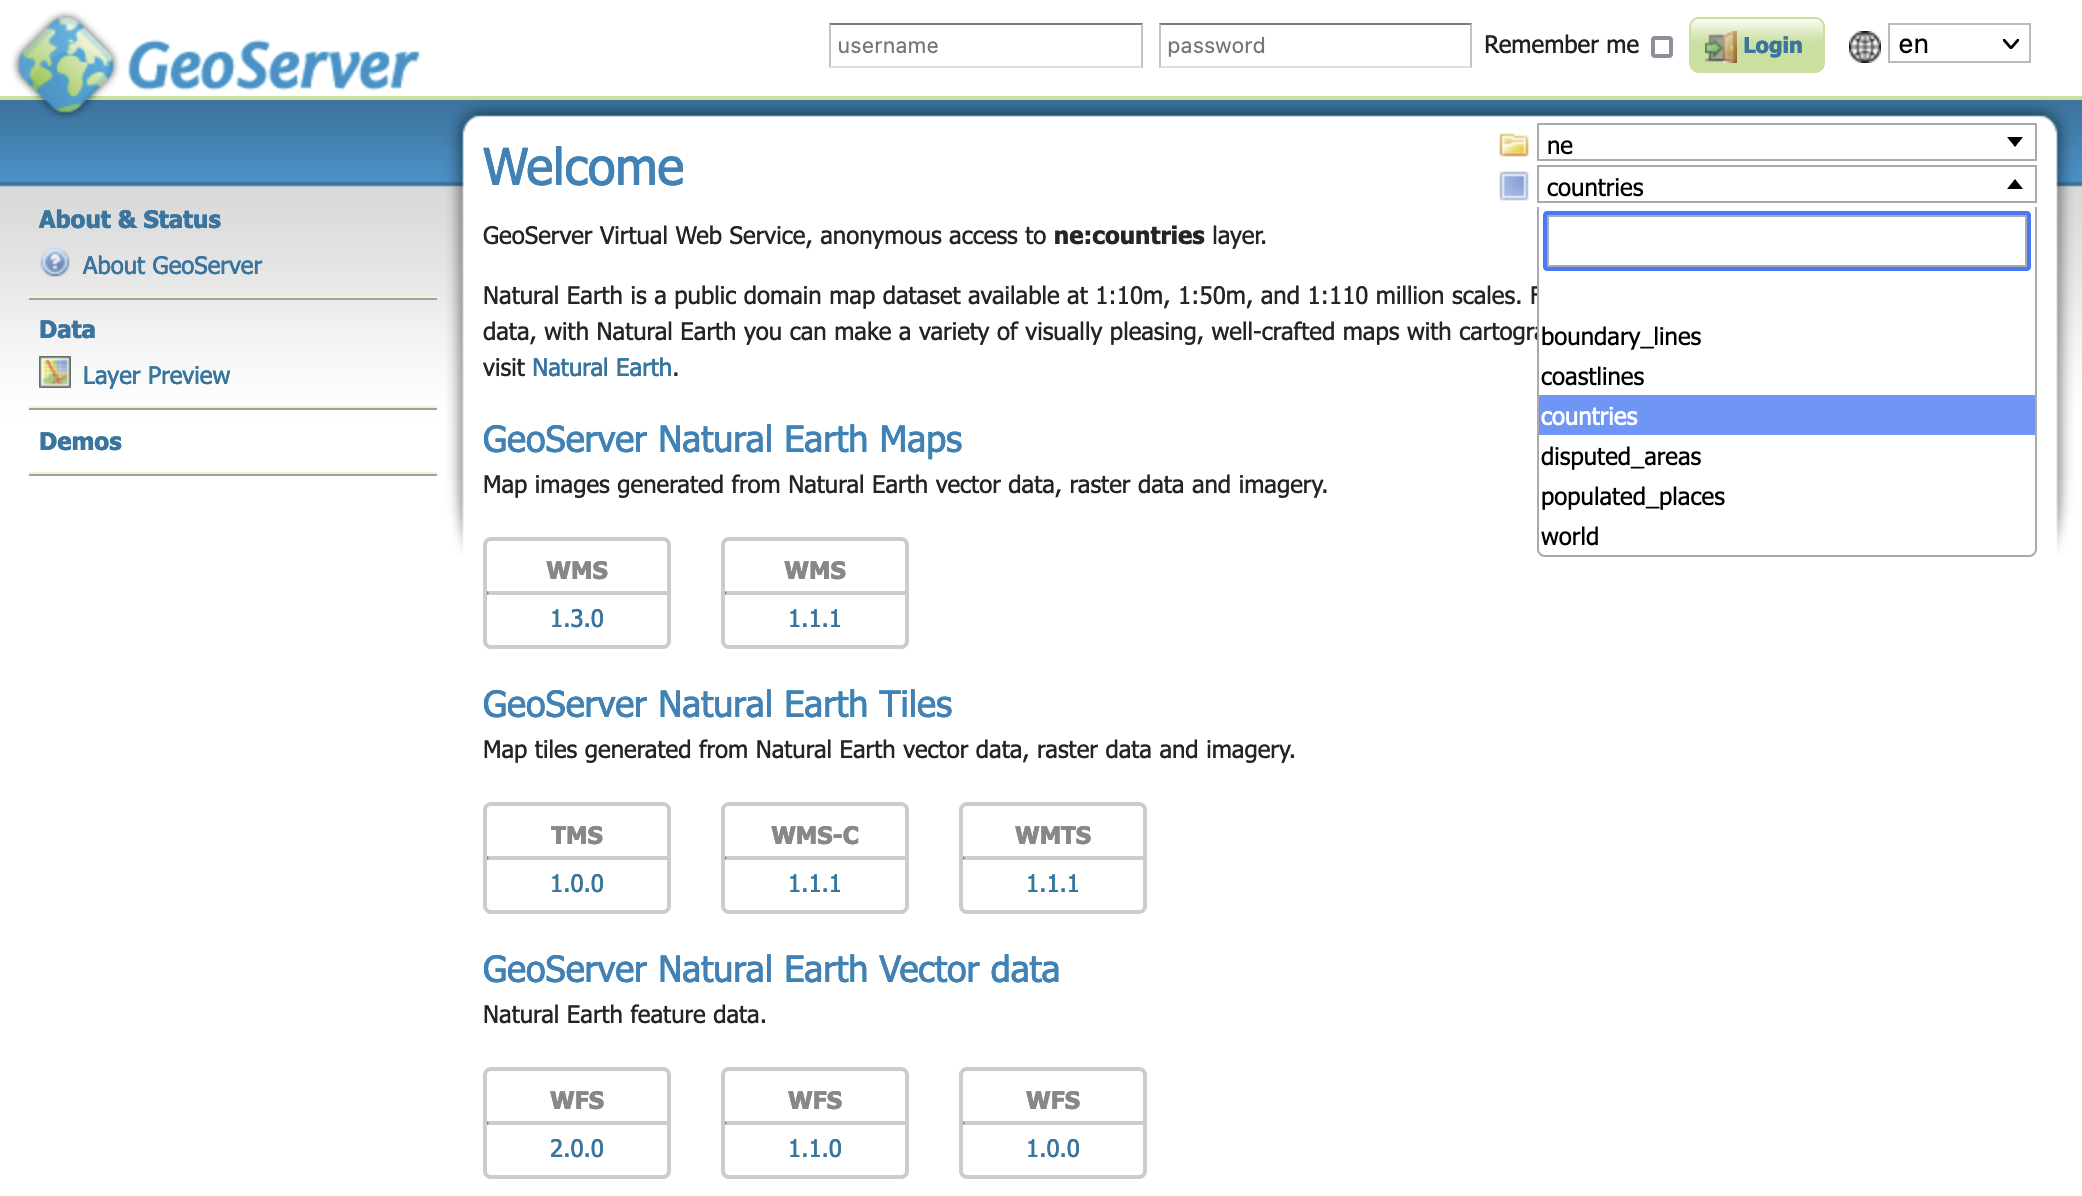 GeoServer
username
password
Remember me
Login
en
About & Status
About GeoServer
Data
Layer Preview
Demos
Welcome
ne
countries
boundary_lines
coastlines
countries
disputed_areas
populated_places
world
GeoServer Virtual Web Service, anonymous access to ne:countries layer.
Natural Earth is a public domain map dataset available at 1:10m, 1:50m, and 1:110 million scales.
data, with Natural Earth you can make a variety of visually pleasing, well-crafted maps with
visit Natural Earth.
GeoServer Natural Earth Maps
Map images generated from Natural Earth vector data, raster data and imagery.
WMS
1.3.0
WMS
1.1.1
GeoServer Natural Earth Tiles
Map tiles generated from Natural Earth vector data, raster data and imagery.
TMS
1.0.0
WMS-C
1.1.1
WMTS
1.1.1
GeoServer Natural Earth Vector data
Natural Earth feature data.
WFS
2.0.0
WFS
1.1.0
WFS
1.0.0